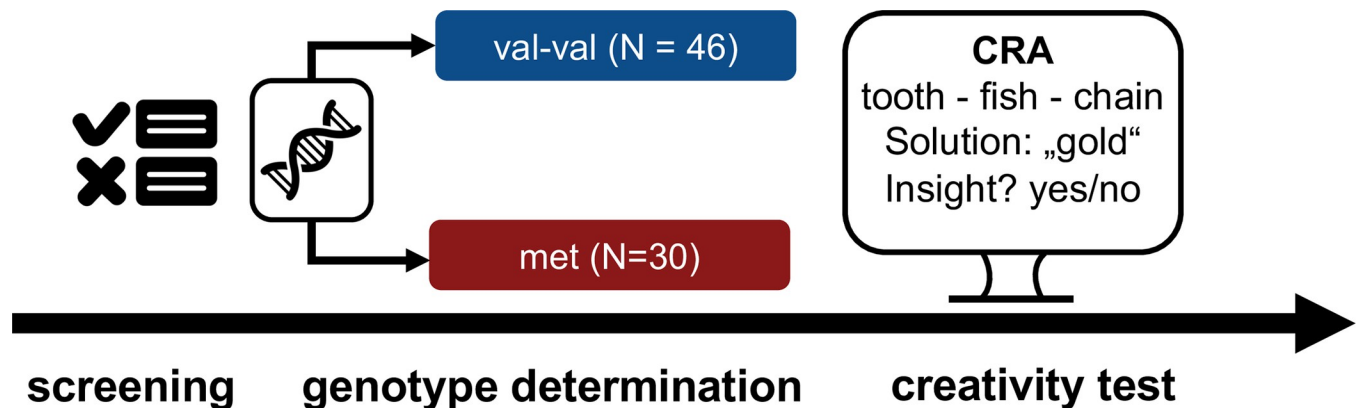 val-val (N = 46)
met (N=30)
CRA
tooth - fish - chain
Solution: „gold“
Insight? yes/no
screening
genotype determination
creativity test